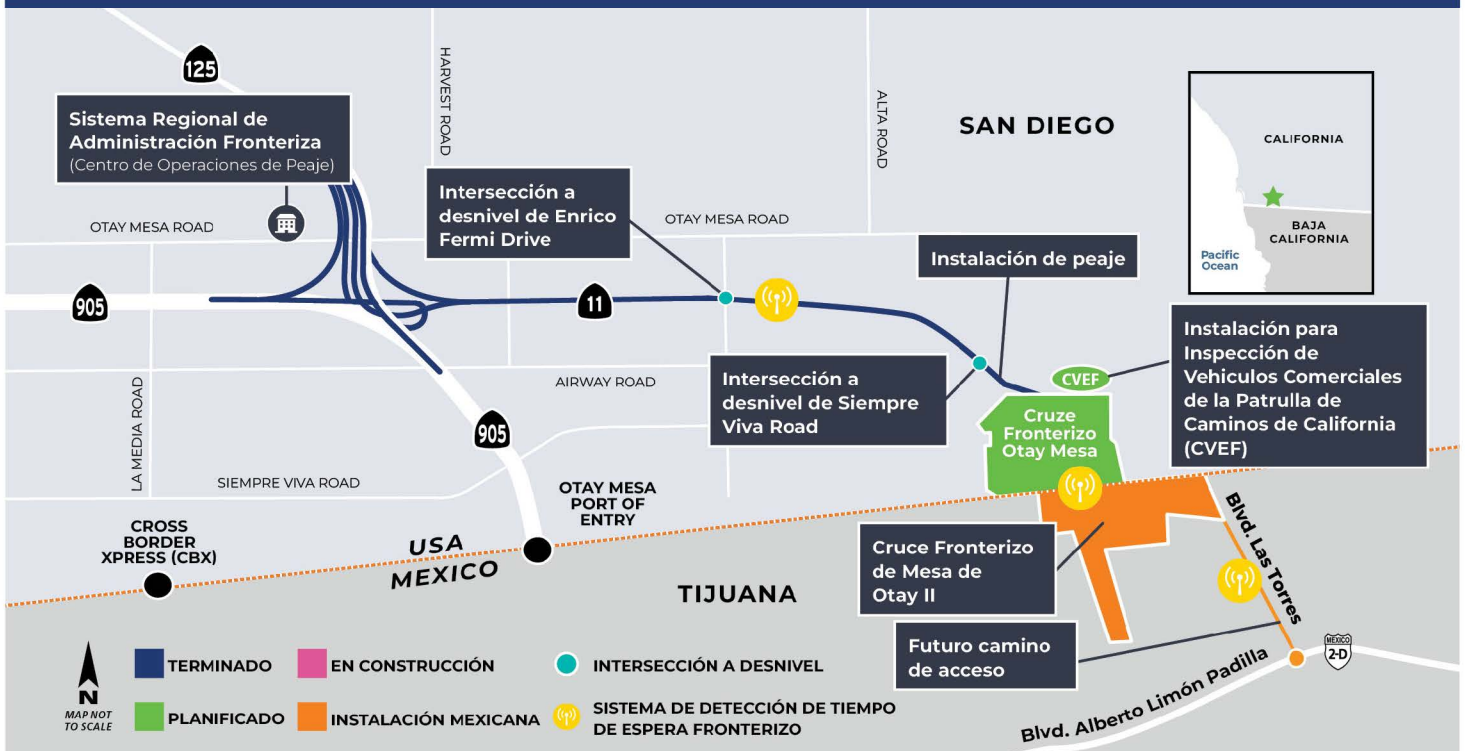 125
Sistema Regional de
Administración Fronteriza
(Centro de Operaciones de Peaje)
HARVEST ROAD
ALTA ROAD
SAN DIEGO
CALIFORNIA
BAJA
CALIFORNIA
Pacific
Ocean
Intersección a
desnivel de Enrico
Fermi Drive
OTAY MESA ROAD
OTAY MESA ROAD
Instalación de peaje
905
11
Instalación para
Inspección de
Vehiculos Comerciales
de la Patrulla de
Caminos de California
(CVEF)
CVEF
Intersección a
desnivel de Siempre
Viva Road
AIRWAY ROAD
LA MEDIA ROAD
Cruze
Fronterizo
Otay Mesa
905
SIEMPRE VIVA ROAD
OTAY MESA
PORT OF
ENTRY
CROSS
BORDER
XPRESS (CBX)
USA
MEXICO
TIJUANA
Cruce Fronterizo
de Mesa de
Otay II
Blvd. Las Torres
Futuro camino
de acceso
MEXICO
2-D
Blvd. Alberto Limón Padilla
N
MAP NOT
TO SCALE
TERMINADO
EN CONSTRUCCIÓN
INTERSECCIÓN A DESNIVEL
PLANIFICADO
INSTALACIÓN MEXICANA
SISTEMA DE DETECCIÓN DE TIEMPO
DE ESPERA FRONTERIZO